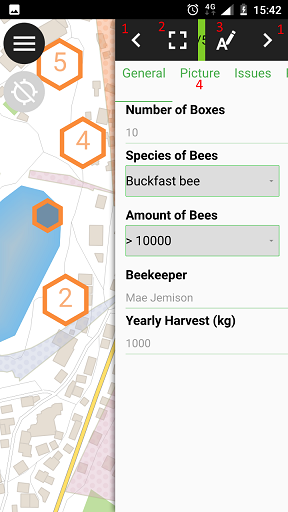 4G 15:42
1 2 3 1
/5 A
General Picture Issues
4
Number of Boxes
10
Species of Bees
Buckfast bee
Amount of Bees
> 10000
Beekeeper
Mae Jemison
Yearly Harvest (kg)
1000
5
4
2